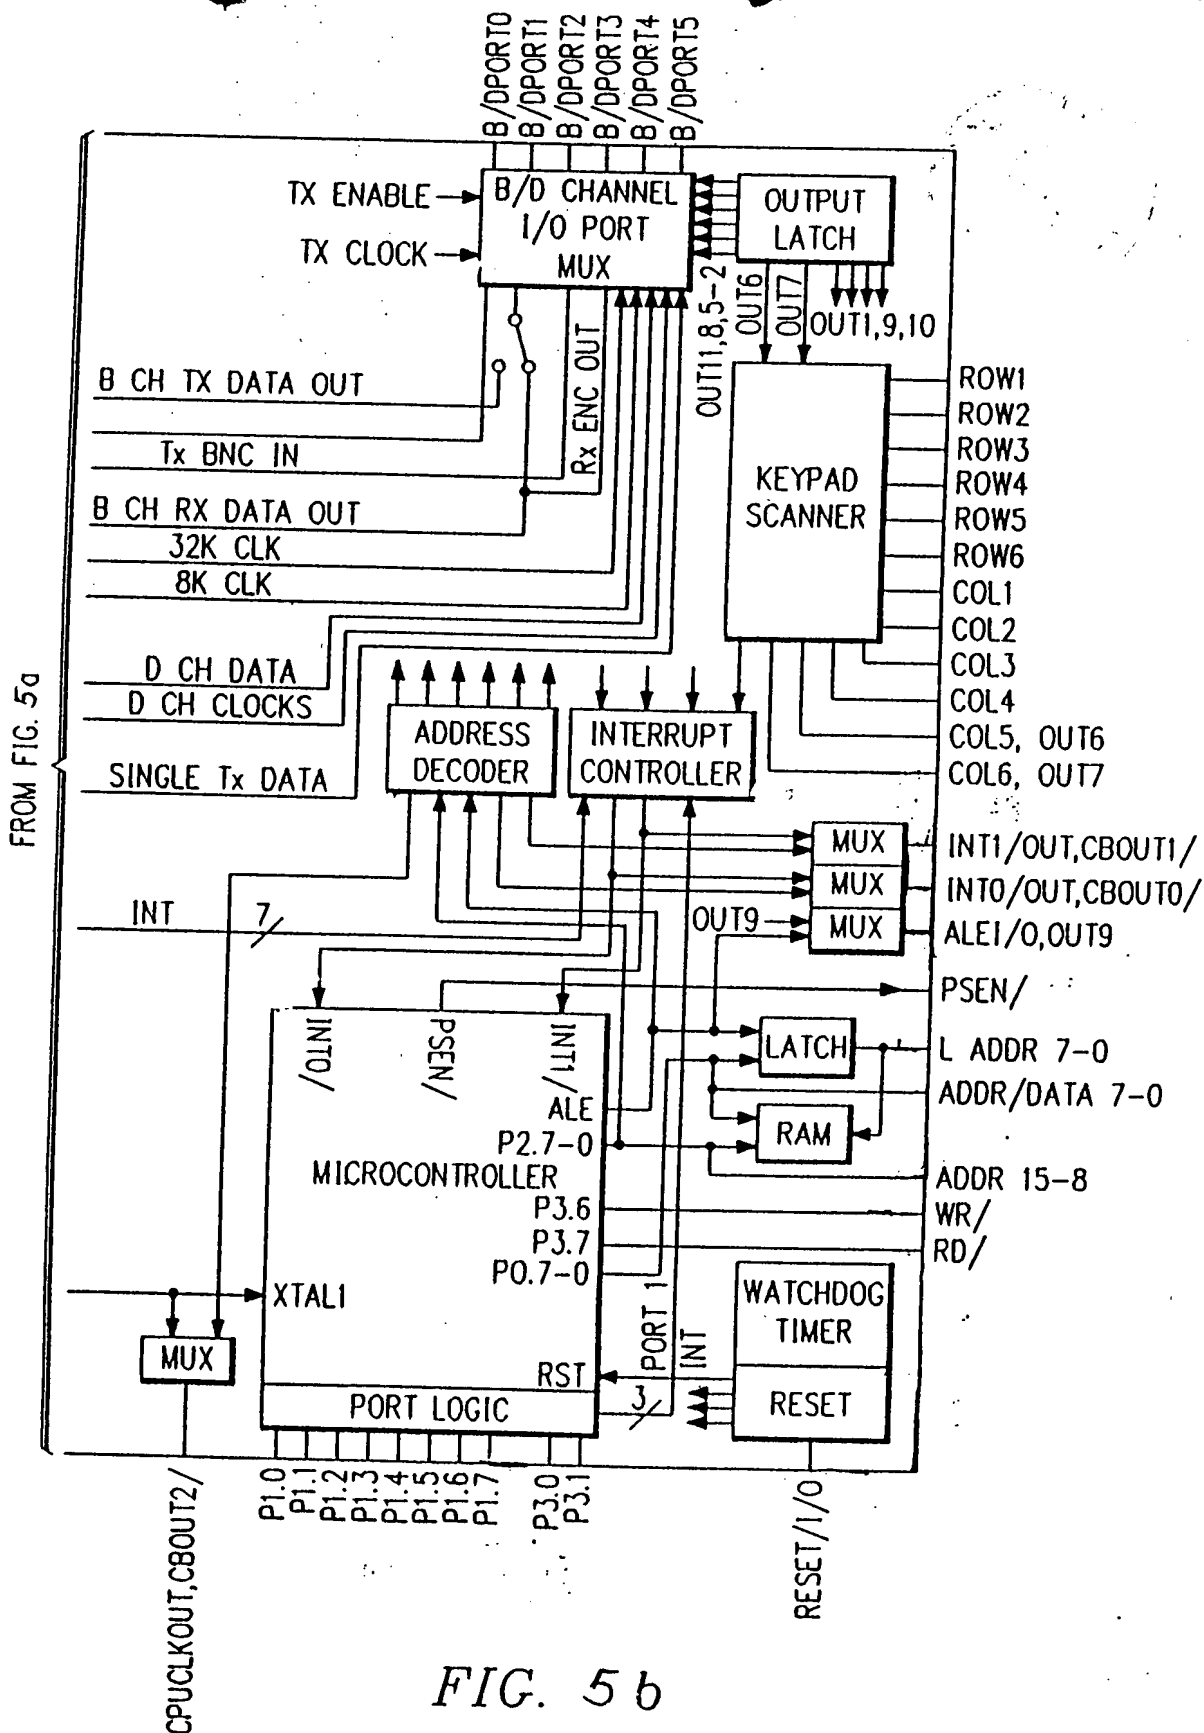 B/DPORT0
B/DPORT1
B/DPORT2
B/DPORT3
B/DPORT4
B/DPORT5
TX ENABLE
TX CLOCK
B/D CHANNEL
I/O PORT
MUX
OUTPUT
LATCH
OUT11,8,5-2
OUT6
OUT7
OUT1,9,10
B CH TX DATA OUT
Tx BNC IN
Rx ENC OUT
B CH RX DATA OUT
32K CLK
8K CLK
D CH DATA
D CH CLOCKS
SINGLE Tx DATA
KEYPAD
SCANNER
ROW1
ROW2
ROW3
ROW4
ROW5
ROW6
COL1
COL2
COL3
COL4
COL5, OUT6
COL6, OUT7
FROM FIG. 5a
ADDRESS
DECODER
INTERRUPT
CONTROLLER
MUX
MUX
MUX
INT1/OUT,CBOUT1/
INT0/OUT,CBOUT0/
ALEI/O,OUT9
OUT9
INT
7
PSEN/
INT0/
PSEN/
INT1/
LATCH
L ADDR 7-0
ADDR/DATA 7-0
RAM
ADDR 15-8
WR/
RD/
ALE
P2.7-0
MICROCONTROLLER
P3.6
P3.7
P0.7-0
XTAL1
MUX
RST
PORT LOGIC
PORT 1
INT
3
WATCHDOG
TIMER
RESET
P1.0
P1.1
P1.2
P1.3
P1.4
P1.5
P1.6
P1.7
P3.0
P3.1
CPUCLKOUT,CBOUT2/
RESET/I/O
FIG. 5b